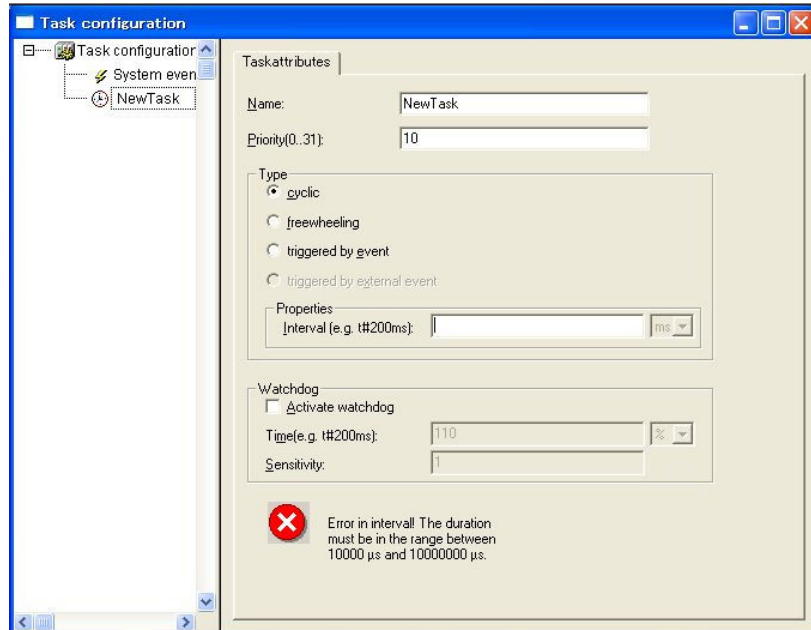 Task configuration
Task configuration
System even
NewTask
Taskattributes
Name:
NewTask
Priority(0..31):
10
Type
cyclic
freewheeling
triggered by event
triggered by external event
Properties
Interval (e.g. t#200ms):
ms
Watchdog
Activate watchdog
Time(e.g. t#200ms):
110
%
Sensitivity:
1
Error in interval! The duration
must be in the range between
10000 µs and 10000000 µs.